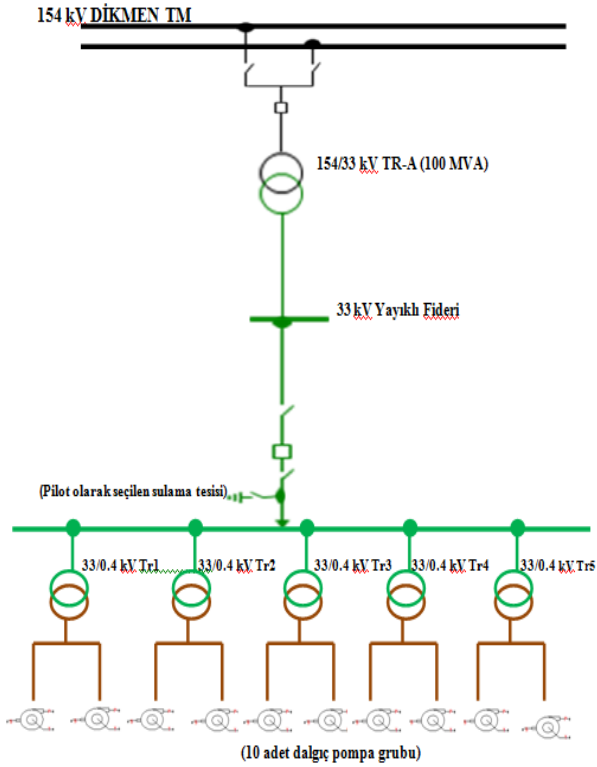 154 kV DİKMEN TM
154/33 kV TR-A (100 MVA)
33 kV Yayıklı Fideri
(Pilot olarak seçilen sulama tesisi)
33/0.4 kV Tr1 33/0.4 kV Tr2 33/0.4 kV Tr3 33/0.4 kV Tr4 33/0.4 kV Tr5
(10 adet dalgıç pompa grubu)